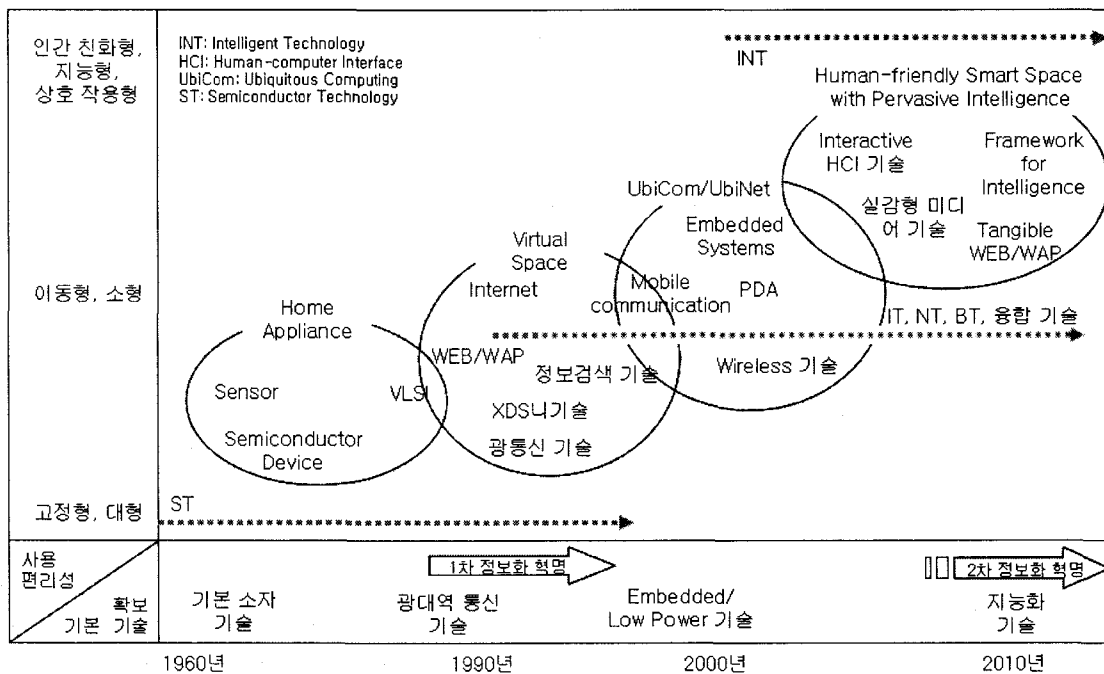 인간 친화형,
지능형,
상호 작용형
INT: Intelligent Technology
HCI: Human-computer Interface
UbiCom: Ubiquitous Computing
ST: Semiconductor Technology
INT
Human-friendly Smart Space
with Pervasive Intelligence
Interactive
HCI 기술
Framework
for
Intelligence
실감형 미디
어 기술
Tangible
WEB/WAP
UbiCom/UbiNet
Embedded
Systems
Mobile
communication
PDA
Wireless 기술
Virtual
Space
Internet
WEB/WAP
정보검색 기술
XDS니기술
광통신 기술
이동형, 소형
Home
Appliance
Sensor
VLSI
Semiconductor
Device
IT, NT, BT, 융합 기술
고정형, 대형
ST
사용
편리성
확보
기본 기술
1차 정보화 혁명
2차 정보화 혁명
기본 소자
기술
광대역 통신
기술
Embedded/
Low Power 기술
지능화
기술
1960년
1990년
2000년
2010년